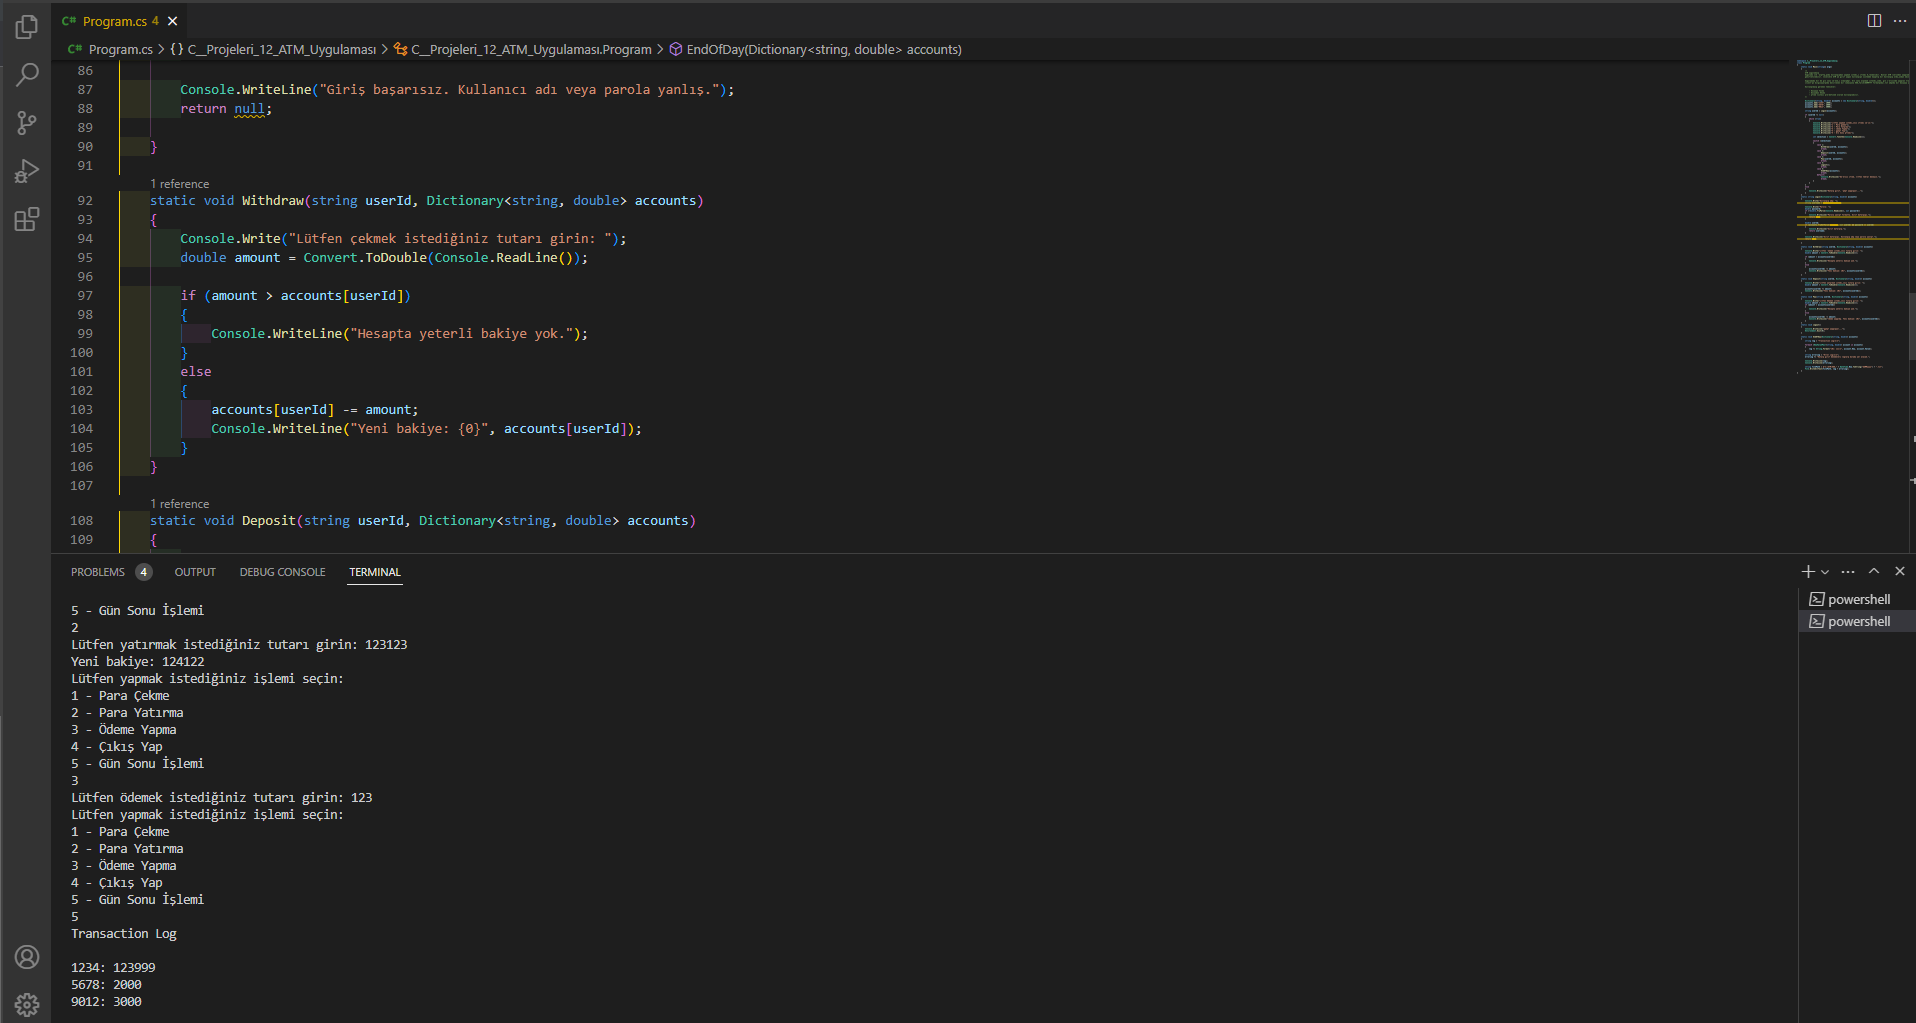 C# Program.cs 4
C# Program.cs > {} C__Projeleri_12_ATM_Uygulaması > C__Projeleri_12_ATM_Uygulaması.Program > EndOfDay(Dictionary<string, double> accounts)
86
87 Console.WriteLine("Giriş başarısız. Kullanıcı adı veya parola yanlış.");
88 return null;
89
90 }
91
1 reference
92 static void Withdraw(string userId, Dictionary<string, double> accounts)
93 {
94 Console.Write("Lütfen çekmek istediğiniz tutarı girin: ");
95 double amount = Convert.ToDouble(Console.ReadLine());
96
97 if (amount > accounts[userId])
98 {
99 Console.WriteLine("Hesapta yeterli bakiye yok.");
100 }
101 else
102 {
103 accounts[userId] -= amount;
104 Console.WriteLine("Yeni bakiye: {0}", accounts[userId]);
105 }
106 }
107
1 reference
108 static void Deposit(string userId, Dictionary<string, double> accounts)
109 {
PROBLEMS 4 OUTPUT DEBUG CONSOLE TERMINAL
powershell
powershell
5 - Gün Sonu İşlemi
2
Lütfen yatırmak istediğiniz tutarı girin: 123123
Yeni bakiye: 124122
Lütfen yapmak istediğiniz işlemi seçin:
1 - Para Çekme
2 - Para Yatırma
3 - Ödeme Yapma
4 - Çıkış Yap
5 - Gün Sonu İşlemi
3
Lütfen ödemek istediğiniz tutarı girin: 123
Lütfen yapmak istediğiniz işlemi seçin:
1 - Para Çekme
2 - Para Yatırma
3 - Ödeme Yapma
4 - Çıkış Yap
5 - Gün Sonu İşlemi
5
Transaction Log
1234: 123999
5678: 2000
9012: 3000